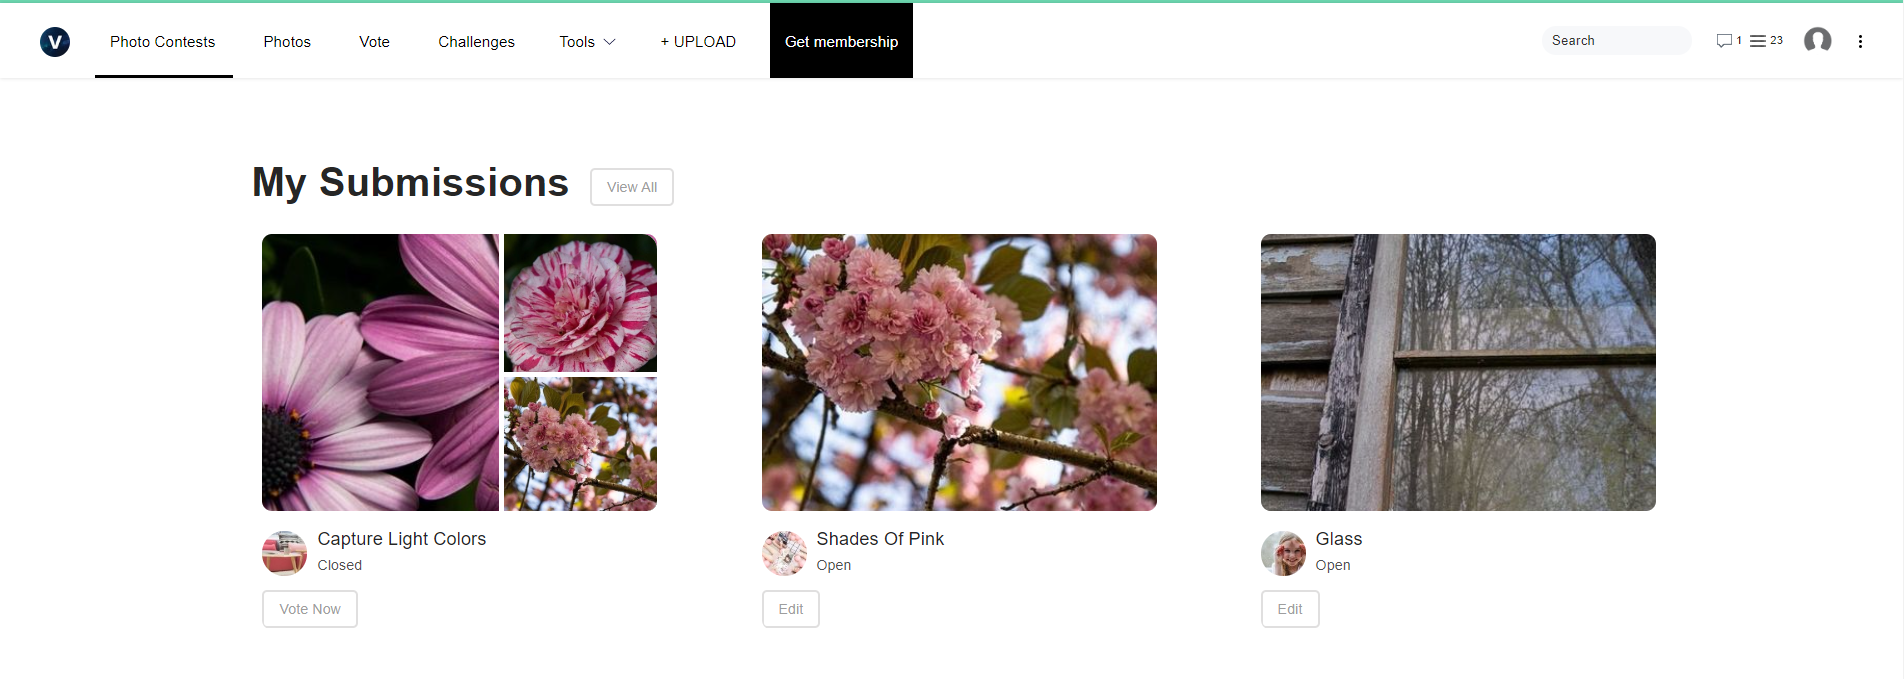 V
Photo Contests
Photos
Vote
Challenges
Tools
+ UPLOAD
Get membership
Search
1
23
My Submissions
View All
Capture Light Colors
Closed
Vote Now
Shades Of Pink
Open
Edit
Glass
Open
Edit